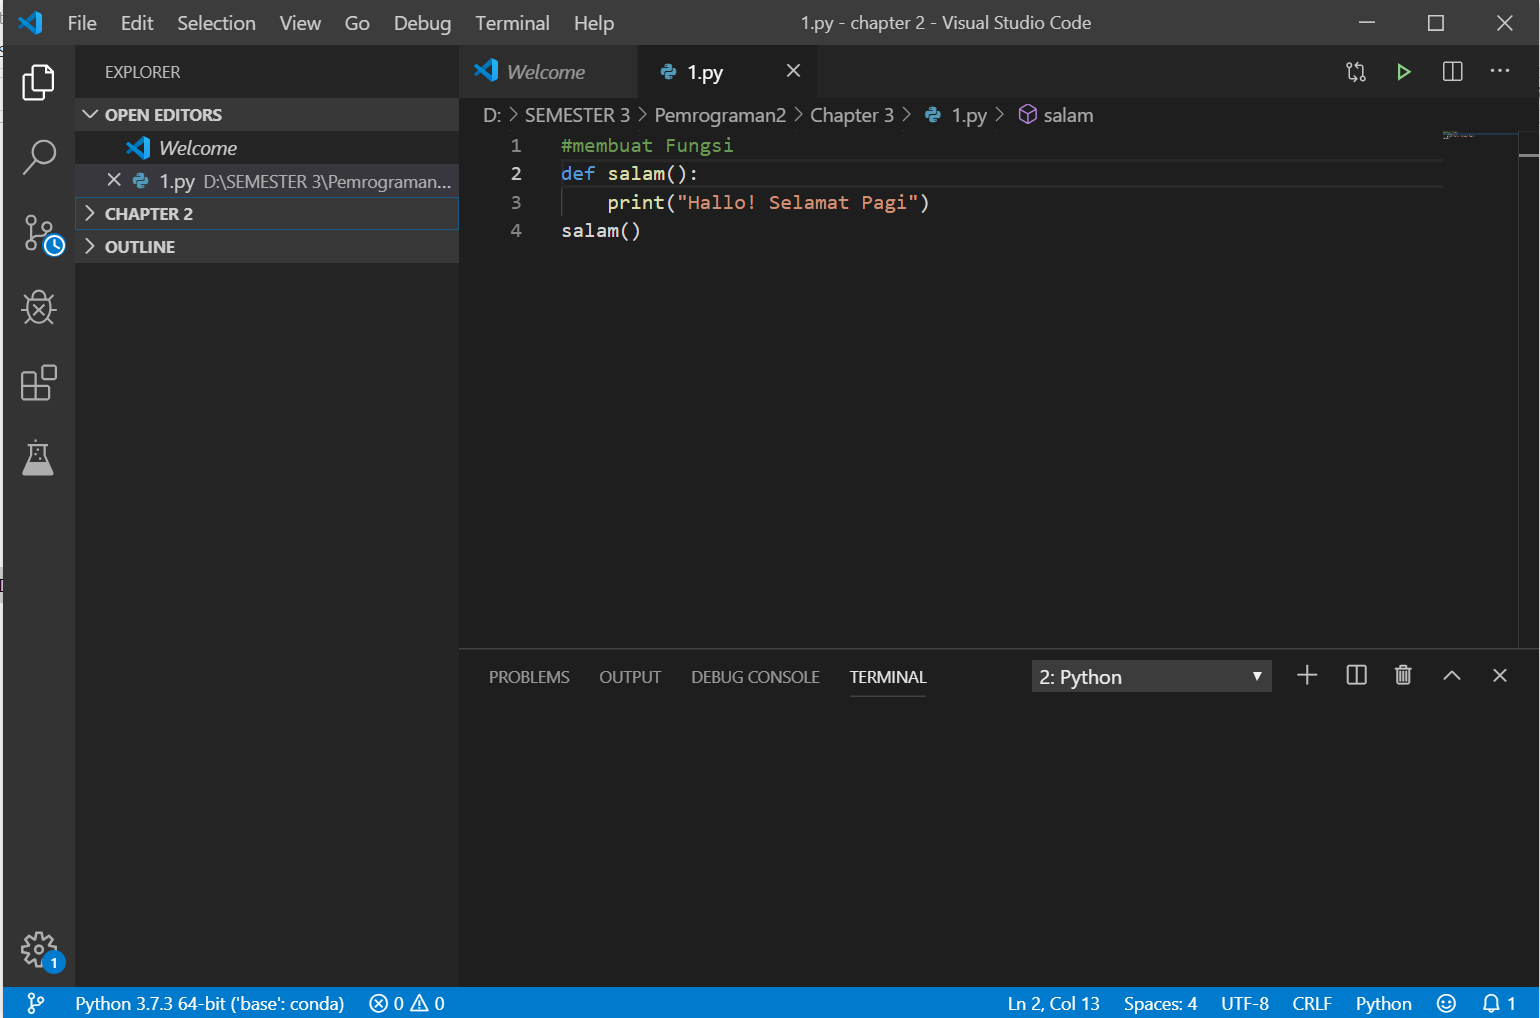 File Edit Selection View Go Debug Terminal Help 1.py - chapter 2 - Visual Studio Code
EXPLORER
OPEN EDITORS
Welcome
1.py D:\SEMESTER 3\Pemrograman...
CHAPTER 2
OUTLINE
Welcome 1.py
D: > SEMESTER 3 > Pemrograman2 > Chapter 3 > 1.py > salam
1 #membuat Fungsi
2 def salam():
3 print("Hallo! Selamat Pagi")
4 salam()
PROBLEMS OUTPUT DEBUG CONSOLE TERMINAL 2: Python
1
Python 3.7.3 64-bit ('base': conda) 0 0 Ln 2, Col 13 Spaces: 4 UTF-8 CRLF Python 1